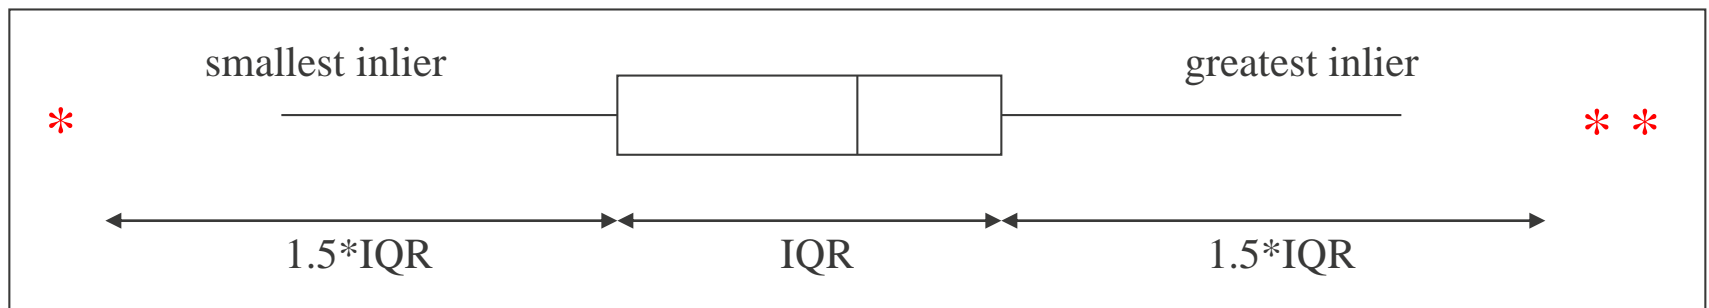 smallest inlier
greatest inlier
* * *
1.5*IQR
IQR
1.5*IQR